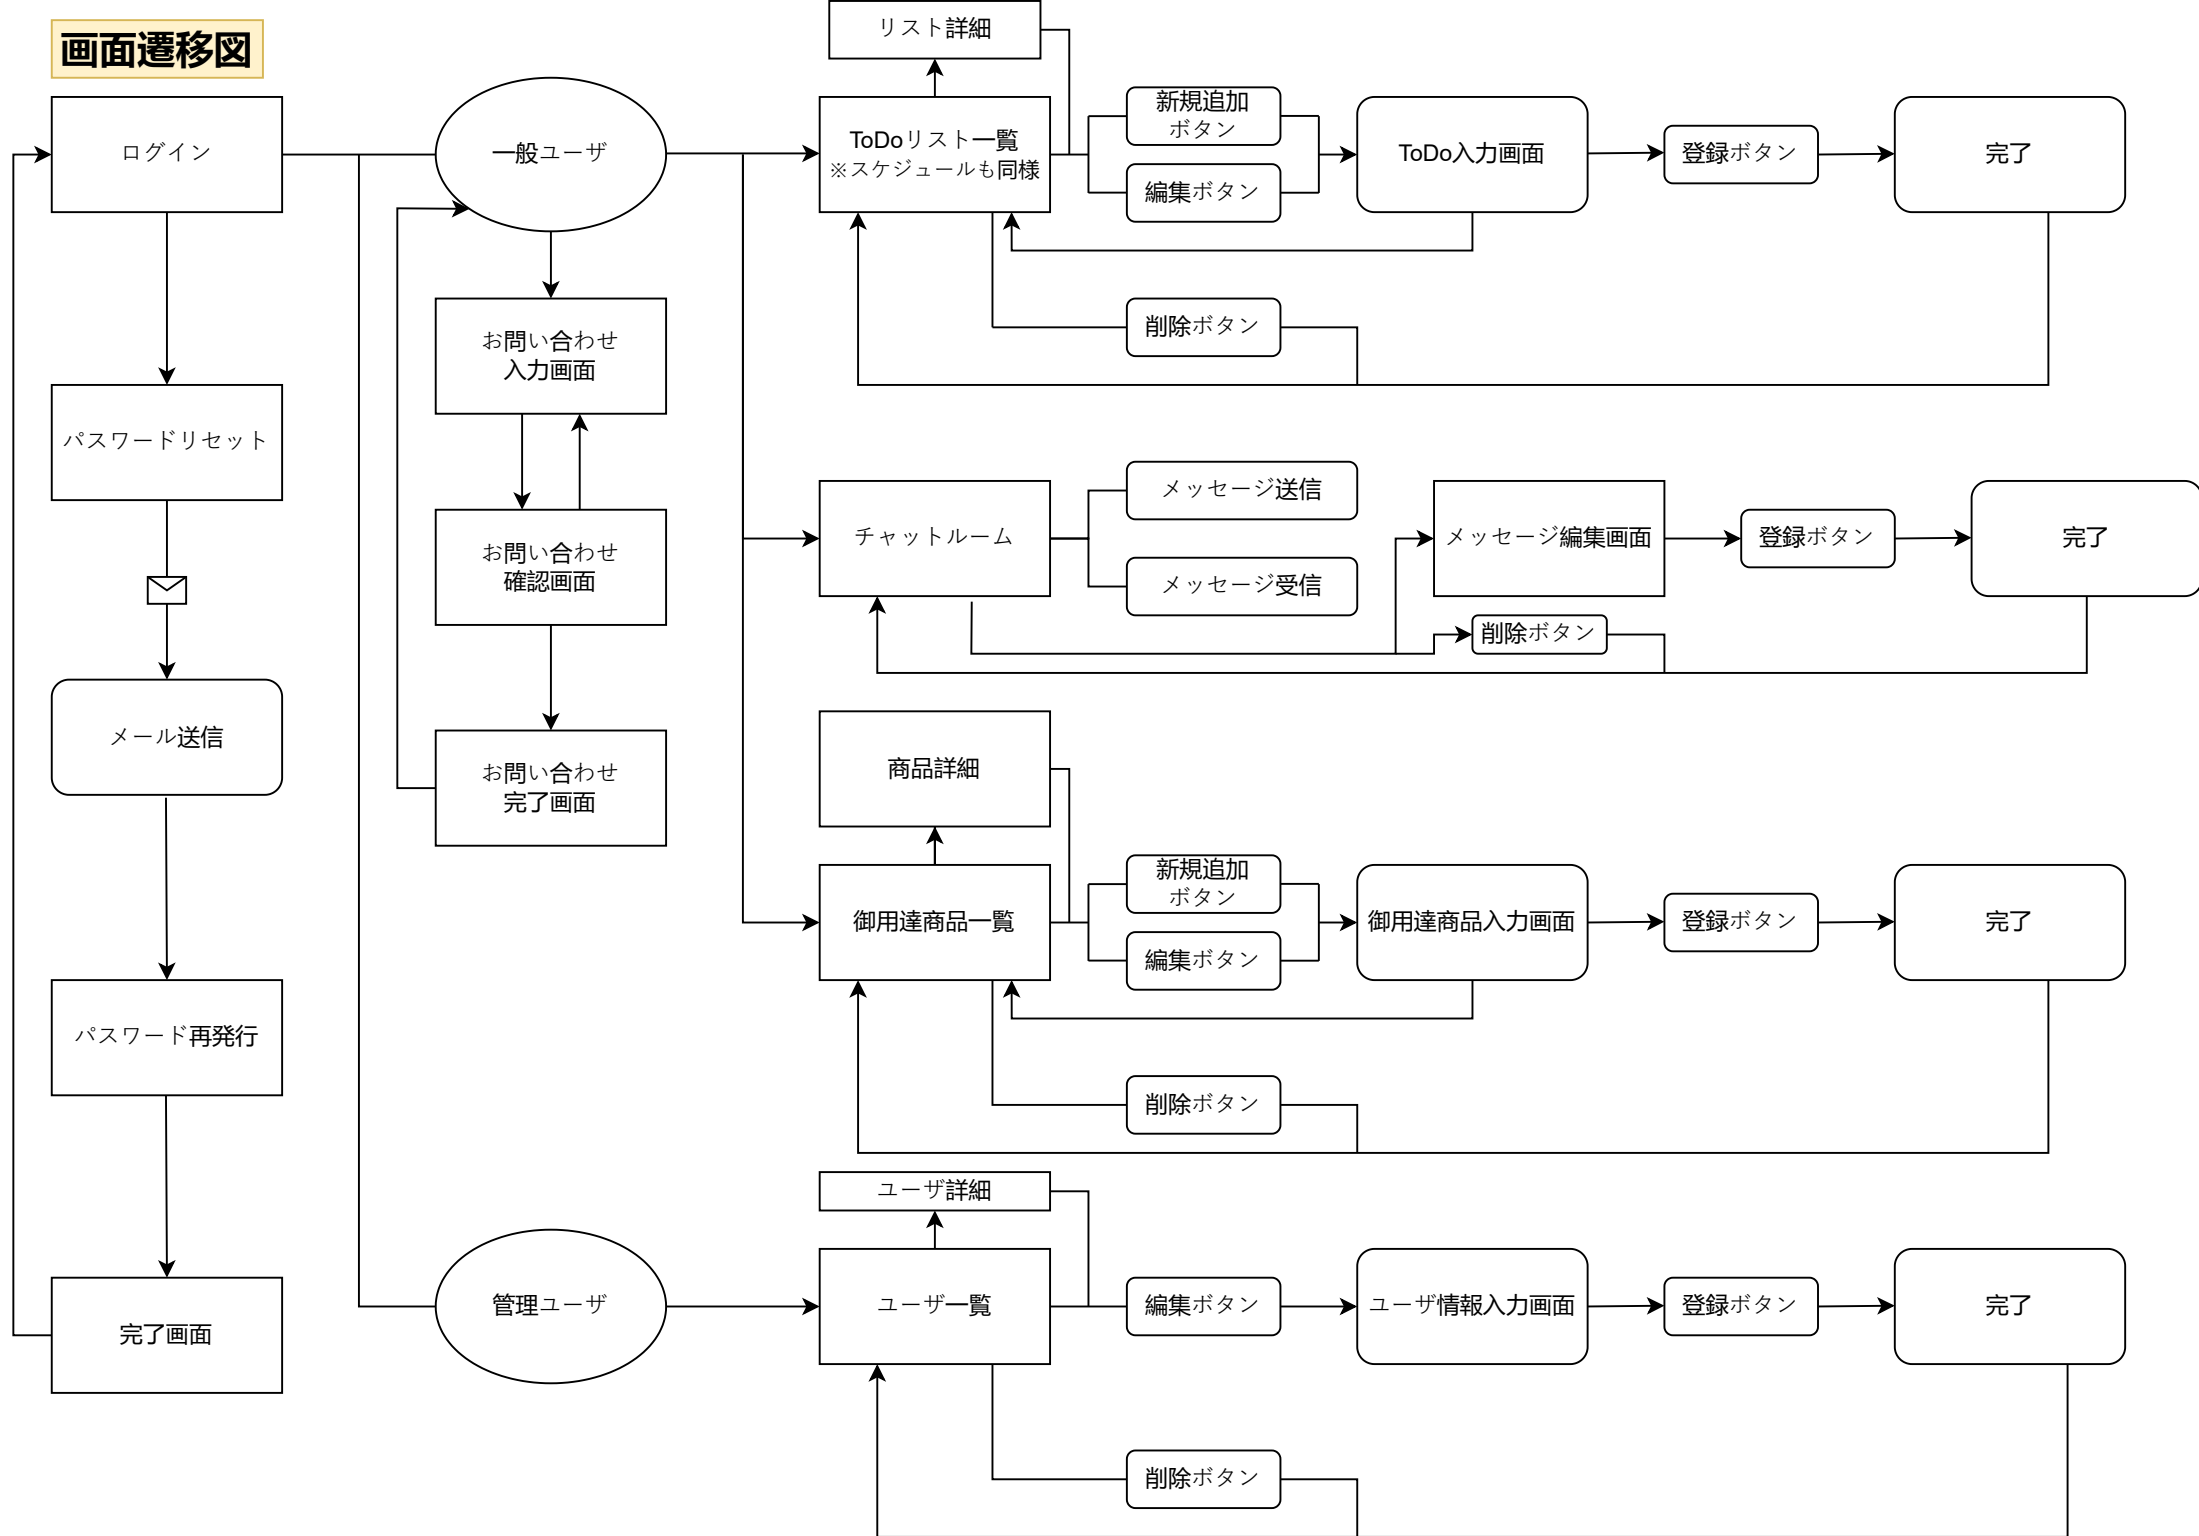 画面遷移図
ログイン
パスワードリセット
メール送信
パスワード再発行
完了画面
一般ユーザ
お問い合わせ
入力画面
お問い合わせ
確認画面
お問い合わせ
完了画面
管理ユーザ
リスト詳細
ToDoリスト一覧
※スケジュールも同様
新規追加
ボタン
編集ボタン
ToDo入力画面
登録ボタン
完了
削除ボタン
チャットルーム
メッセージ送信
メッセージ受信
メッセージ編集画面
登録ボタン
完了
削除ボタン
商品詳細
御用達商品一覧
新規追加
ボタン
編集ボタン
御用達商品入力画面
登録ボタン
完了
削除ボタン
ユーザ詳細
ユーザ一覧
編集ボタン
ユーザ情報入力画面
登録ボタン
完了
削除ボタン